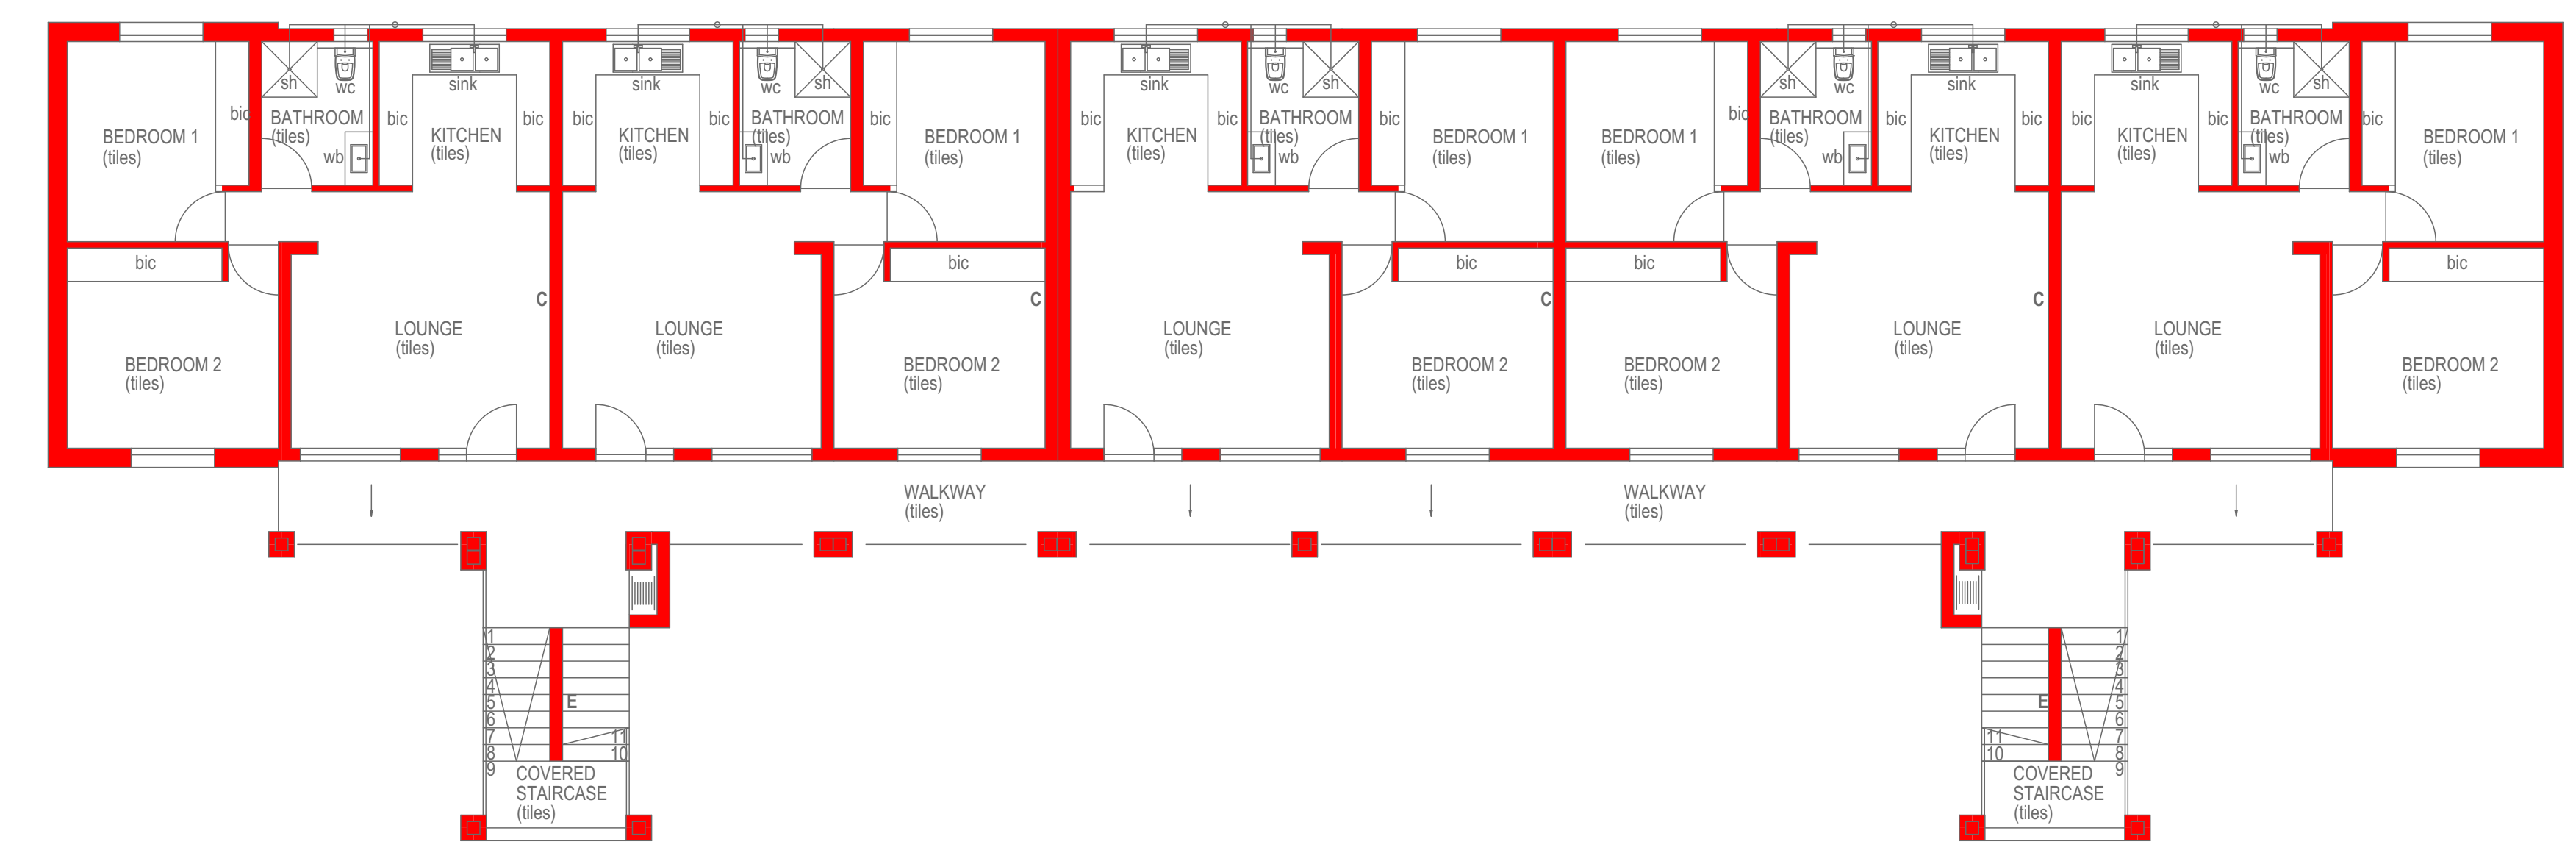 sh
wc
sink
sink
wc
sh
sink
wc
sh
sh
wc
sink
sink
wc
sh
bic
BATHROOM
(tiles)
bic
bic
bic
bic
BATHROOM
(tiles)
bic
bic
bic
BATHROOM
(tiles)
bic
bic
BATHROOM
(tiles)
bic
bic
bic
bic
BATHROOM
(tiles)
bic
BEDROOM 1
(tiles)
KITCHEN
(tiles)
KITCHEN
(tiles)
BEDROOM 1
(tiles)
KITCHEN
(tiles)
BEDROOM 1
(tiles)
BEDROOM 1
(tiles)
KITCHEN
(tiles)
KITCHEN
(tiles)
BEDROOM 1
(tiles)
wb
wb
wb
wb
wb
bic
bic
bic
bic
bic
C
C
C
C
LOUNGE
(tiles)
LOUNGE
(tiles)
LOUNGE
(tiles)
LOUNGE
(tiles)
LOUNGE
(tiles)
BEDROOM 2
(tiles)
BEDROOM 2
(tiles)
BEDROOM 2
(tiles)
BEDROOM 2
(tiles)
BEDROOM 2
(tiles)
WALKWAY
(tiles)
WALKWAY
(tiles)
1
2
3
4
5
6
7
8
9
E
11
10
COVERED
STAIRCASE
(tiles)
1
2
3
4
5
6
7
8
9
E
11
10
COVERED
STAIRCASE
(tiles)